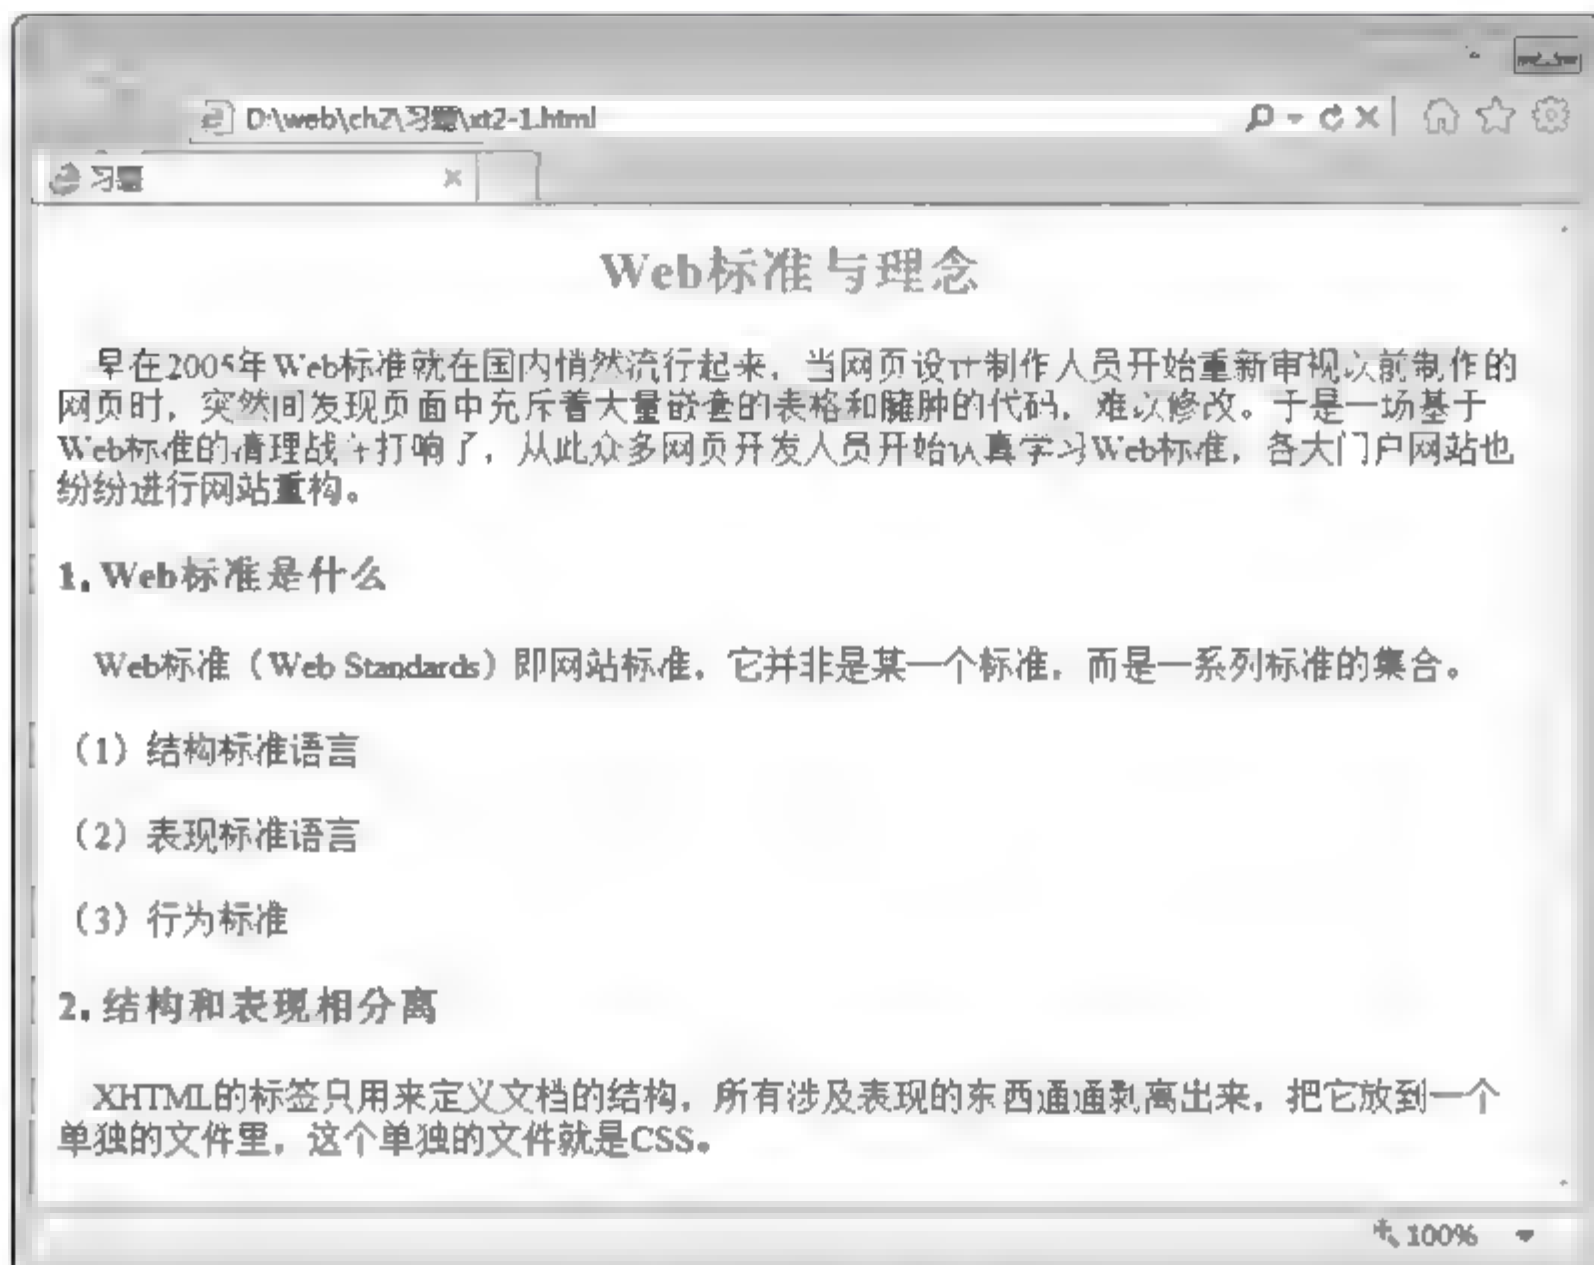 D:\web\ch2\习题\xt2-1.html
习题
Web标准与理念
早在2005年Web标准就在国内悄然流行起来，当网页设计制作人员开始重新审视以前制作的
网页时，突然间发现页面中充斥着大量嵌套的表格和臃肿的代码，难以修改。于是一场基于
Web标准的清理战斗打响了，从此众多网页开发人员开始认真学习Web标准，各大门户网站也
纷纷进行网站重构。
1. Web标准是什么
Web标准（Web Standards）即网站标准，它并非是某一个标准，而是一系列标准的集合。
（1）结构标准语言
（2）表现标准语言
（3）行为标准
2. 结构和表现相分离
XHTML的标签只用来定义文档的结构，所有涉及表现的东西通通剥离出来，把它放到一个
单独的文件里，这个单独的文件就是CSS。
100%